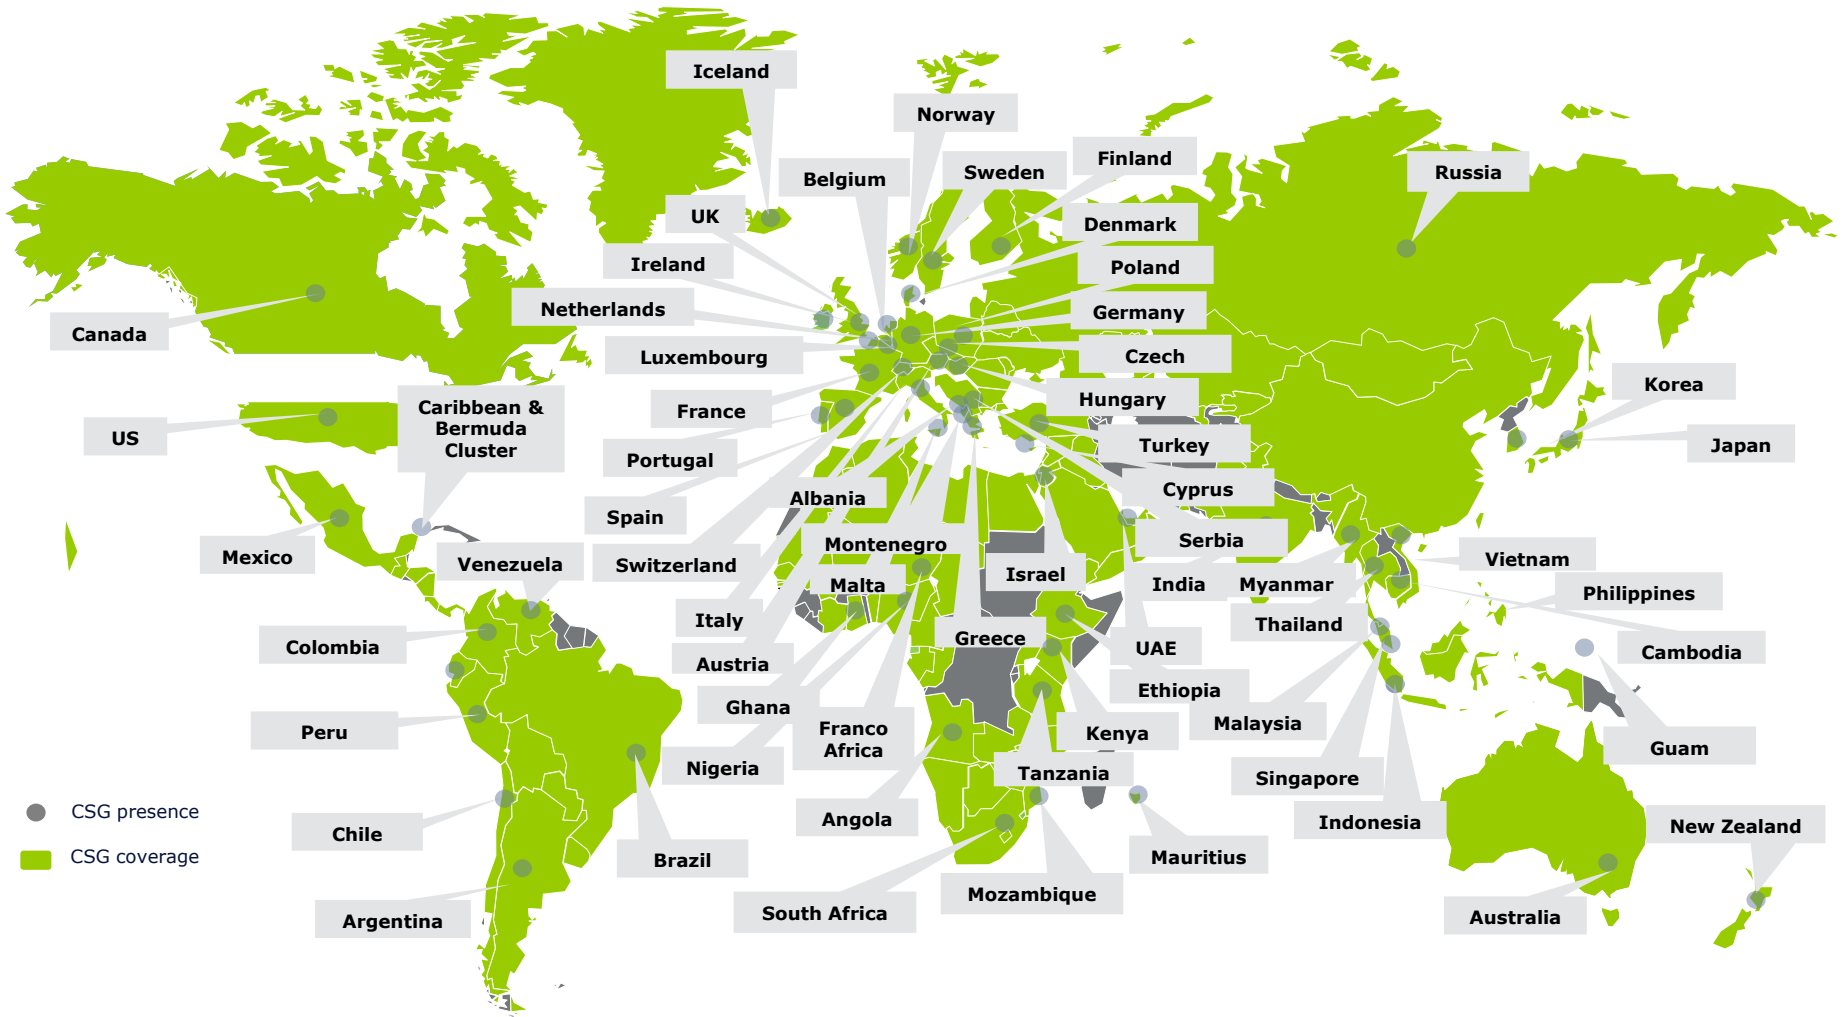 Iceland
Norway
Finland
Sweden
Russia
Belgium
UK
Denmark
Ireland
Poland
Netherlands
Germany
Canada
Luxembourg
Czech
Korea
Hungary
France
Caribbean &
Bermuda
Cluster
US
Turkey
Japan
Portugal
Cyprus
Albania
Spain
Serbia
Montenegro
Mexico
Venezuela
Switzerland
Vietnam
Israel
India
Myanmar
Malta
Philippines
Italy
Thailand
Greece
Colombia
UAE
Cambodia
Austria
Ethiopia
Ghana
Malaysia
Peru
Franco
Africa
Kenya
Guam
Nigeria
Tanzania
Singapore
CSG presence
Angola
Indonesia
New Zealand
Chile
CSG coverage
Brazil
Mauritius
Mozambique
South Africa
Australia
Argentina